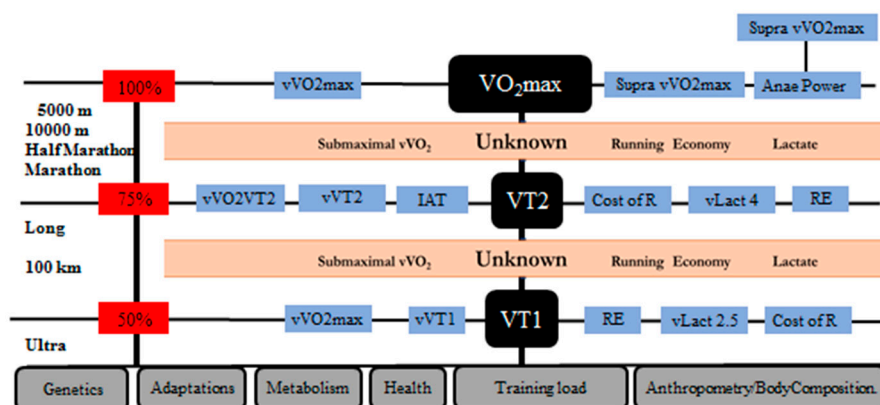 Supra vVO2max
100% vVO2max VO₂max Supra vVO2max Anae Power
5000 m
10000 m
Half Marathon
Marathon
Submaximal vVO₂ Unknown Running Economy Lactate
75% vVO2VT2 vVT2 IAT VT2 Cost of R vLact 4 RE
Long
100 km
Submaximal vVO₂ Unknown Running Economy Lactate
50% vVO2max vVT1 VT1 RE vLact 2.5 Cost of R
Ultra
Genetics Adaptations Metabolism Health Training load Anthropometry/BodyComposition.